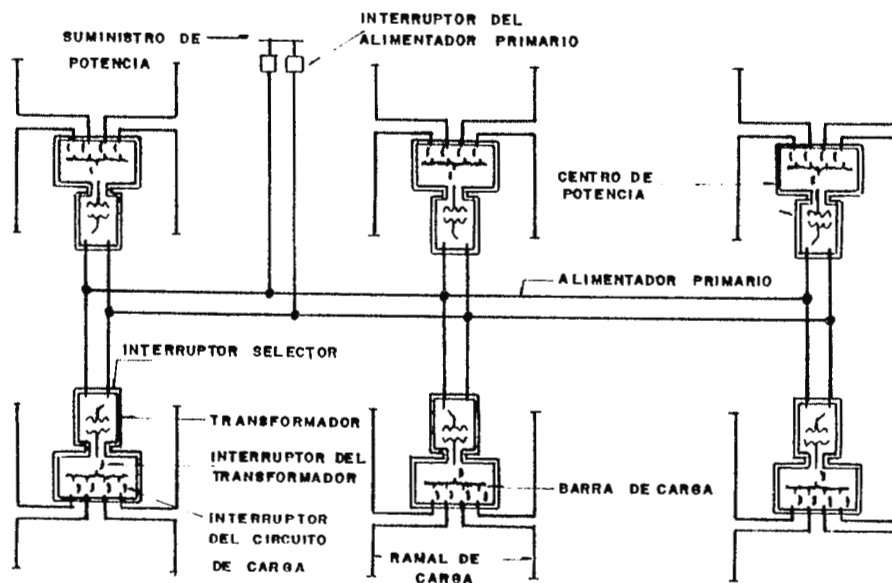 SUMINISTRO DE
POTENCIA
INTERRUPTOR DEL
ALIMENTADOR PRIMARIO
CENTRO DE
POTENCIA
ALIMENTADOR PRIMARIO
INTERRUPTOR SELECTOR
TRANSFORMADOR
INTERRUPTOR DEL
TRANSFORMADOR
INTERRUPTOR
DEL CIRCUITO
DE CARGA
BARRA DE CARGA
RAMAL DE
CARGA